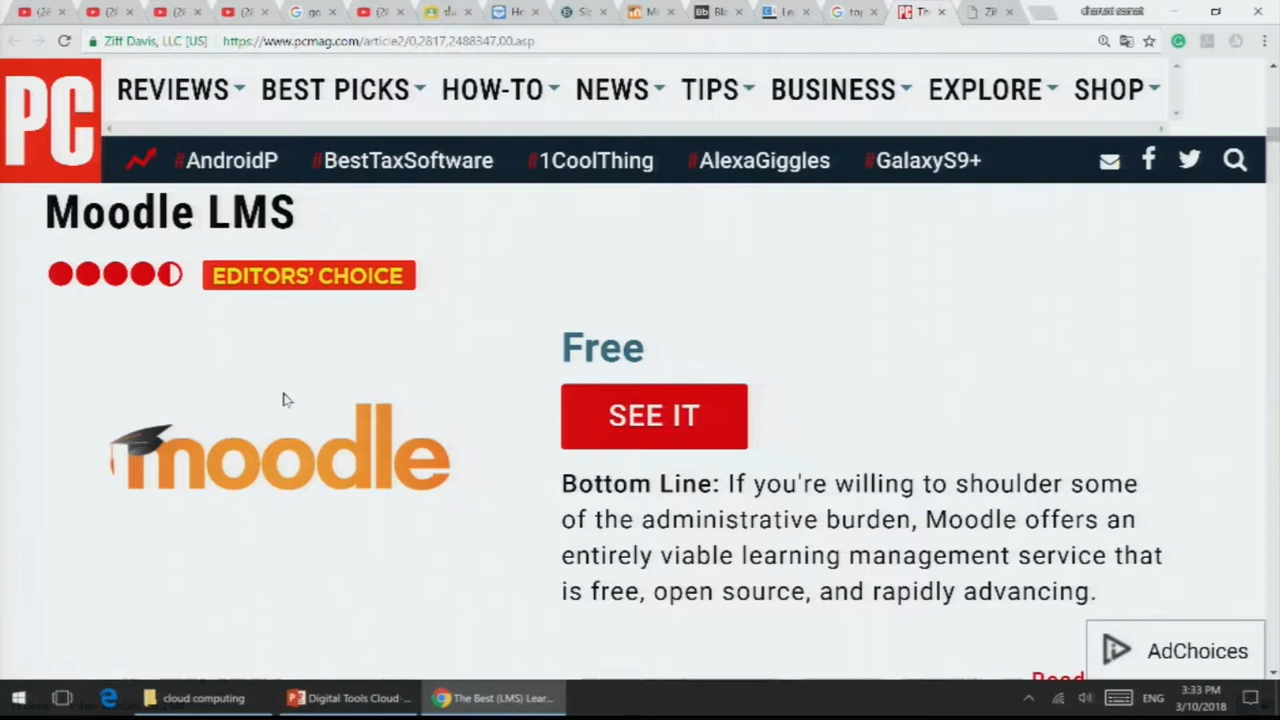 Ziff Davis, LLC [US] https://www.pcmag.com/article2/0,2817,2488347,00.asp
PC
REVIEWS BEST PICKS HOW-TO NEWS TIPS BUSINESS EXPLORE SHOP
#AndroidP #BestTaxSoftware #1CoolThing #AlexaGiggles #GalaxyS9+
Moodle LMS
EDITORS' CHOICE
Free
SEE IT
moodle
Bottom Line: If you're willing to shoulder some
of the administrative burden, Moodle offers an
entirely viable learning management service that
is free, open source, and rapidly advancing.
AdChoices
cloud computing
Digital Tools Cloud-...
The Best (LMS) Lear...
ENG
3:33 PM
3/10/2018